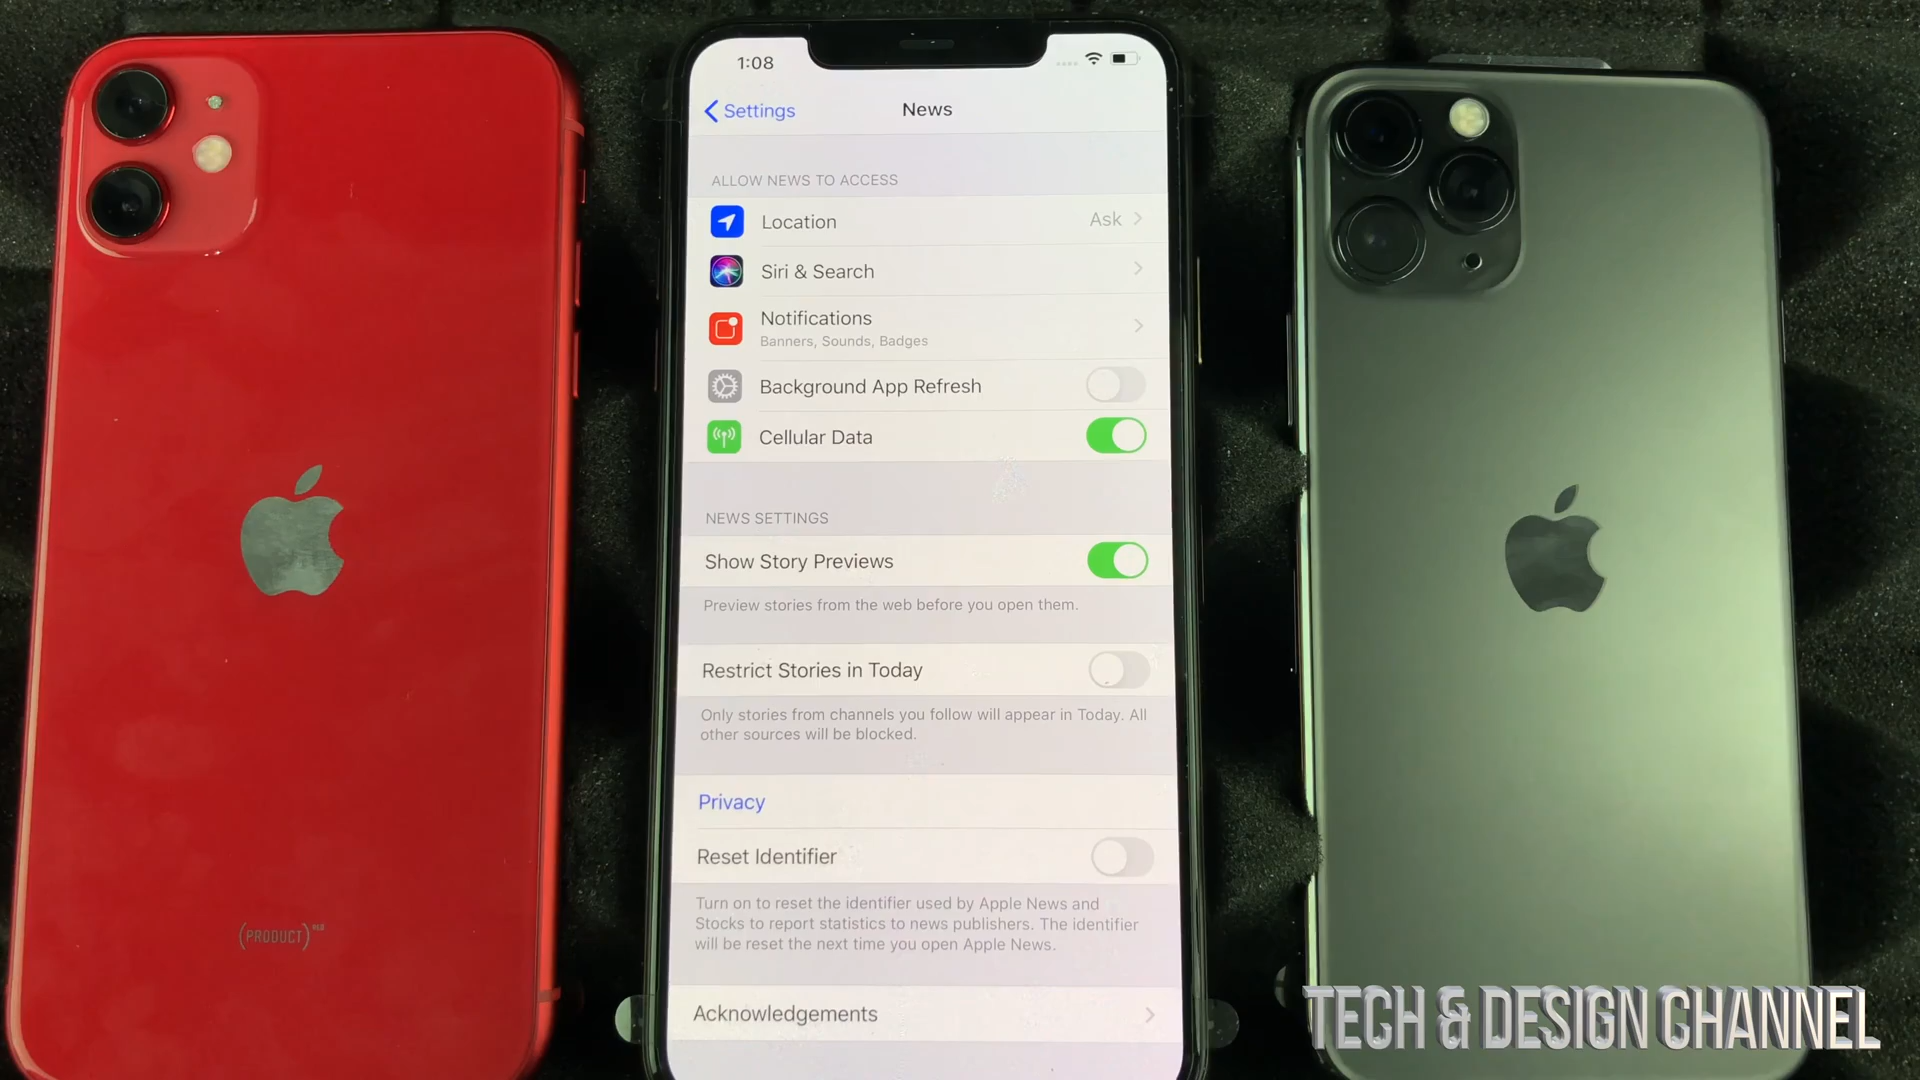 1:08
Settings
News
ALLOW NEWS TO ACCESS
Location
Ask
Siri & Search
Notifications
Banners, Sounds, Badges
Background App Refresh
Cellular Data
NEWS SETTINGS
Show Story Previews
Preview stories from the web before you open them.
Restrict Stories in Today
Only stories from channels you follow will appear in Today. All
other sources will be blocked.
Privacy
Reset Identifier
Turn on to reset the identifier used by Apple News and
Stocks to report statistics to news publishers. The identifier
will be reset the next time you open Apple News.
Acknowledgements
(PRODUCT)RED
TECH & DESIGN CHANNEL